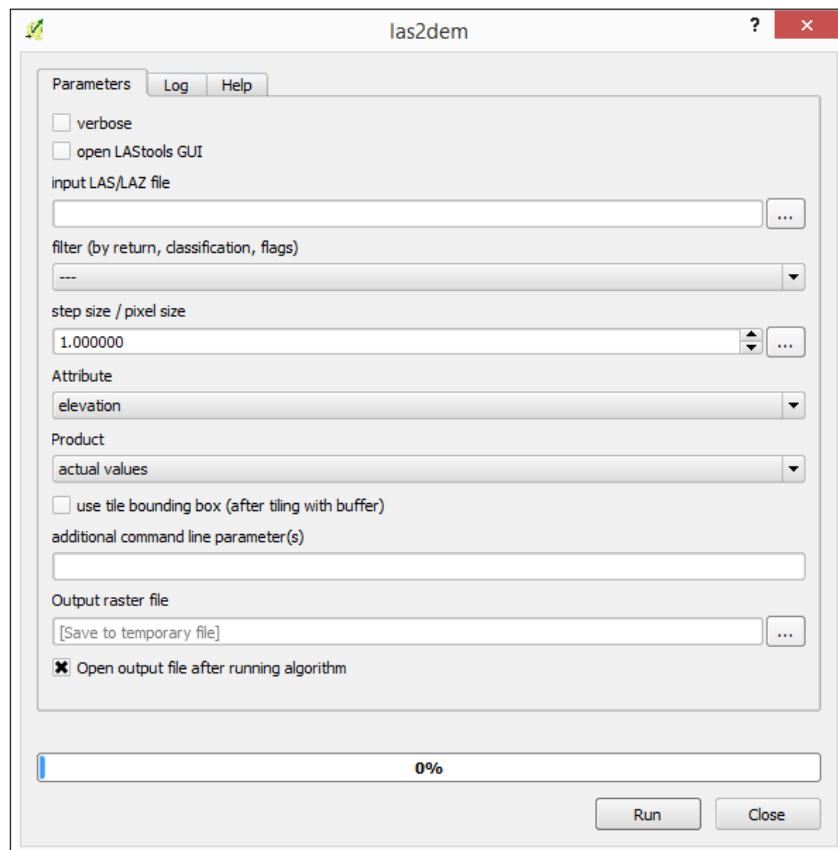 las2dem
?
×
Parameters Log Help
verbose
open LAStools GUI
input LAS/LAZ file
...
filter (by return, classification, flags)
---
step size / pixel size
1.000000
...
Attribute
elevation
Product
actual values
use tile bounding box (after tiling with buffer)
additional command line parameter(s)
Output raster file
[Save to temporary file]
...
Open output file after running algorithm
0%
Run Close